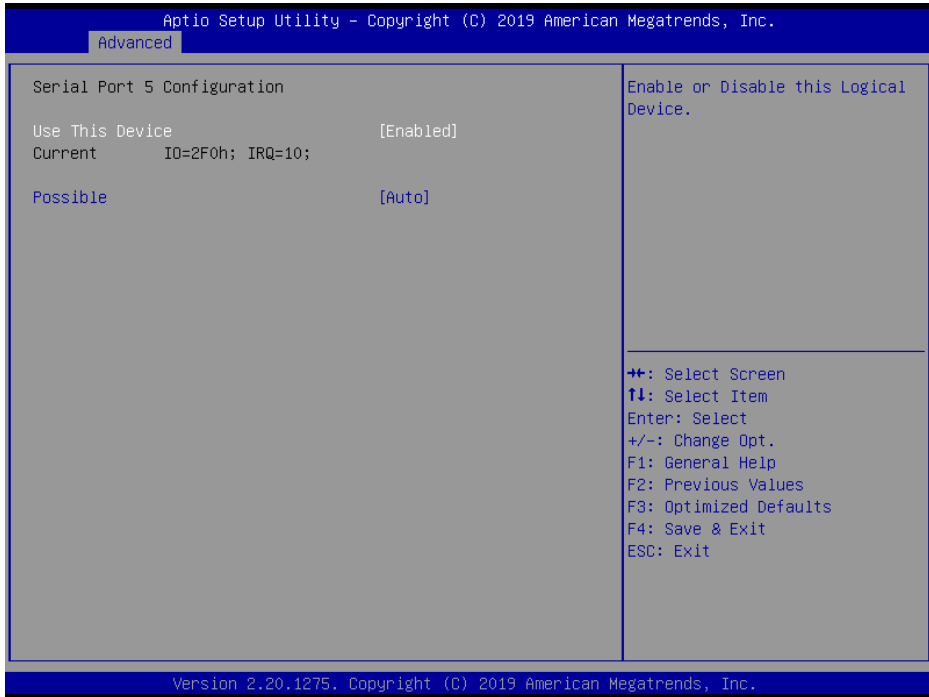 Aptio Setup Utility – Copyright (C) 2019 American Megatrends, Inc.
Advanced
Serial Port 5 Configuration
Use This Device [Enabled]
Current IO=2F0h; IRQ=10;
Possible [Auto]
Enable or Disable this Logical
Device.
→←: Select Screen
↑↓: Select Item
Enter: Select
+/-: Change Opt.
F1: General Help
F2: Previous Values
F3: Optimized Defaults
F4: Save & Exit
ESC: Exit
Version 2.20.1275. Copyright (C) 2019 American Megatrends, Inc.